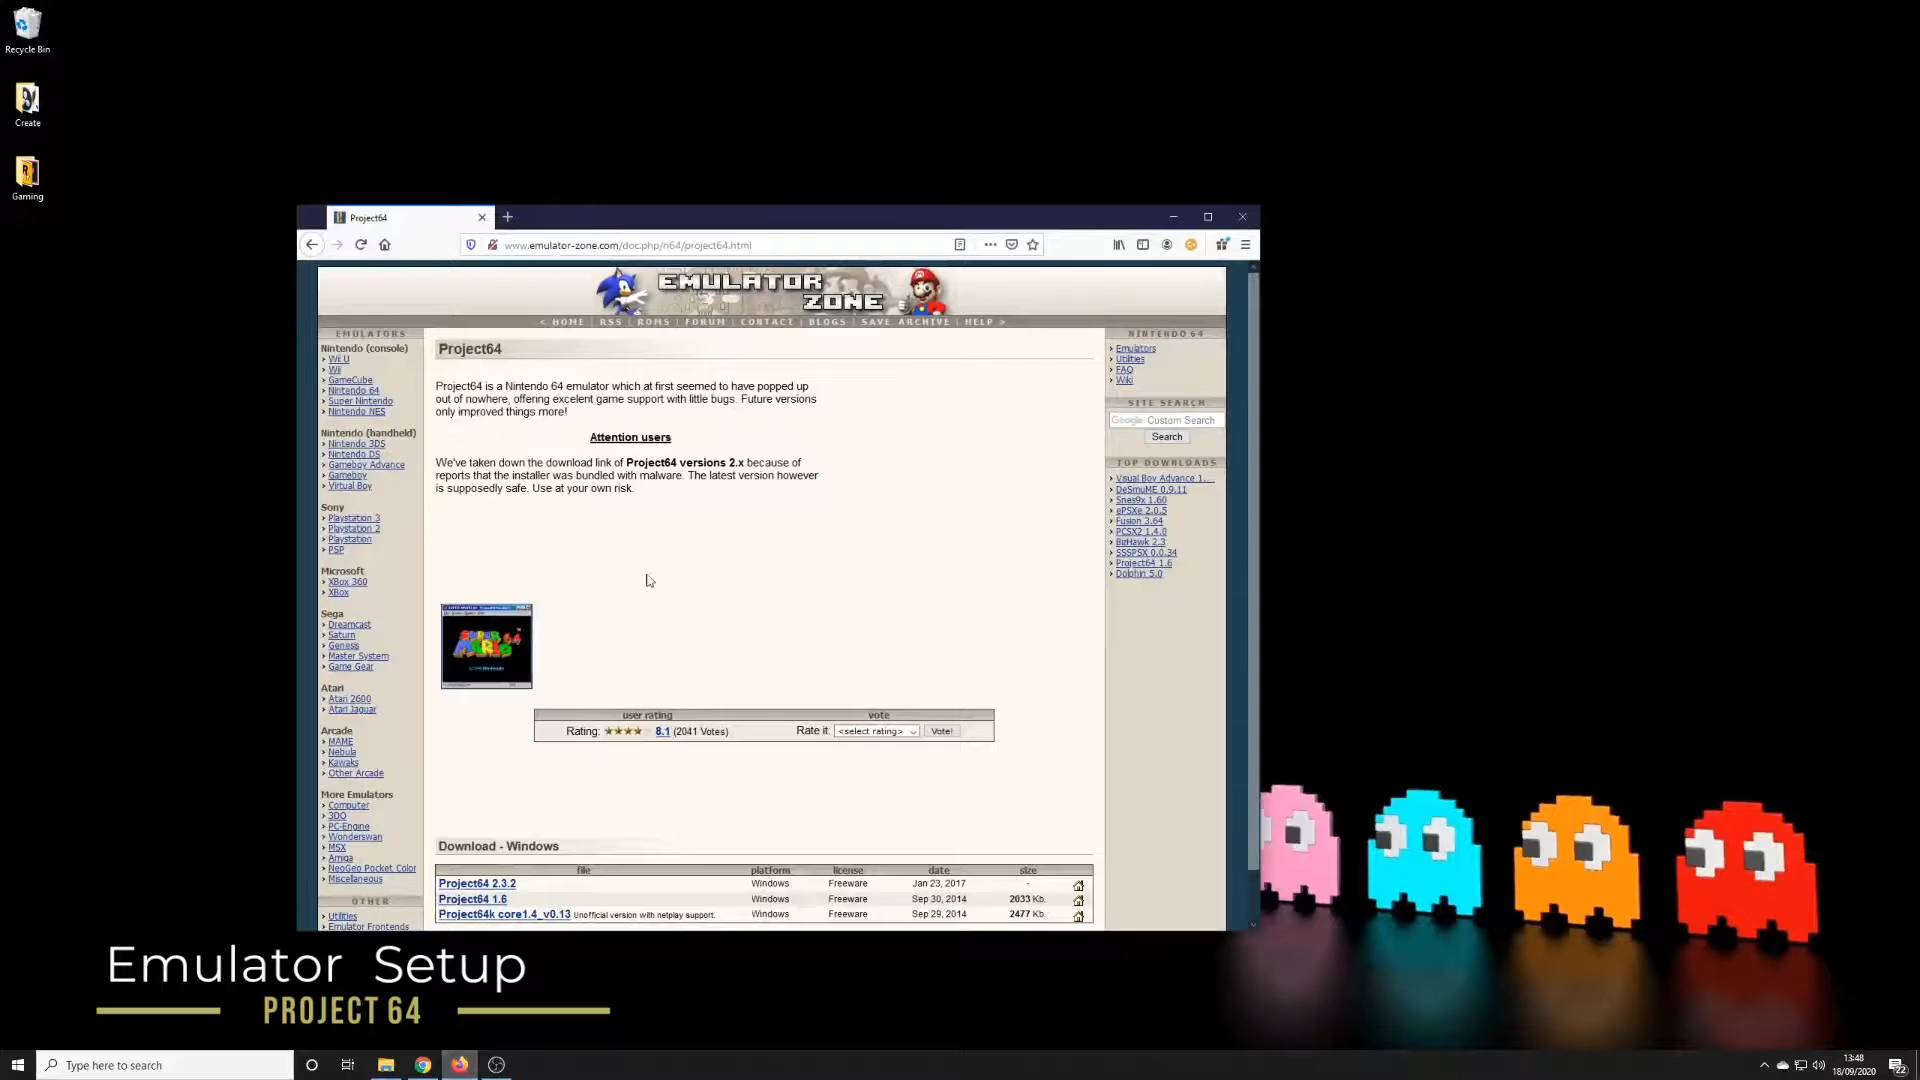 Recycle Bin
Create
Gaming
Project64
www.emulator-zone.com/doc.php/n64/project64.html
EMULATOR
ZONE
< HOME | RSS | ROMS | FORUM | CONTACT | BLOGS | SAVE ARCHIVE | HELP >
EMULATORS
Nintendo (console)
Wii U
Wii
GameCube
Nintendo 64
Super Nintendo
Nintendo NES
Nintendo (handheld)
Nintendo 3DS
Nintendo DS
Gameboy Advance
Gameboy
Virtual Boy
Sony
Playstation 3
Playstation 2
Playstation
PSP
Microsoft
XBox 360
XBox
Sega
Dreamcast
Saturn
Genesis
Master System
Game Gear
Atari
Atari 2600
Atari Jaguar
Arcade
MAME
Nebula
Kawaks
Other Arcade
More Emulators
Computer
3DO
PC-Engine
Wonderswan
MSX
Amiga
NeoGeo Pocket Color
Miscellaneous
OTHER
Utilities
Emulator Frontends
Project64
Project64 is a Nintendo 64 emulator which at first seemed to have popped up
out of nowhere, offering excelent game support with little bugs. Future versions
only improved things more!
Attention users
We've taken down the download link of Project64 versions 2.x because of
reports that the installer was bundled with malware. The latest version however
is supposedly safe. Use at your own risk.
SUPER
MARIO 64
user rating vote
Rating: 8.1 (2041 Votes) Rate it: <select rating> Vote!
Download - Windows
file platform license date size
Project64 2.3.2 Windows Freeware Jan 23, 2017 -
Project64 1.6 Windows Freeware Sep 30, 2014 2033 Kb.
Project64k core1.4_v0.13 Unofficial version with netplay support. Windows Freeware Sep 29, 2014 2477 Kb.
NINTENDO 64
Emulators
Utilities
FAQ
Wiki
SITE SEARCH
Google Custom Search
Search
TOP DOWNLOADS
Visual Boy Advance 1....
DeSmuME 0.9.11
Snes9x 1.60
ePSXe 2.0.5
Fusion 3.64
PCSX2 1.4.0
BizHawk 2.3
SSSPSX 0.0.34
Project64 1.6
Dolphin 5.0
Emulator Setup
PROJECT 64
Type here to search
13:48
18/09/2020
22